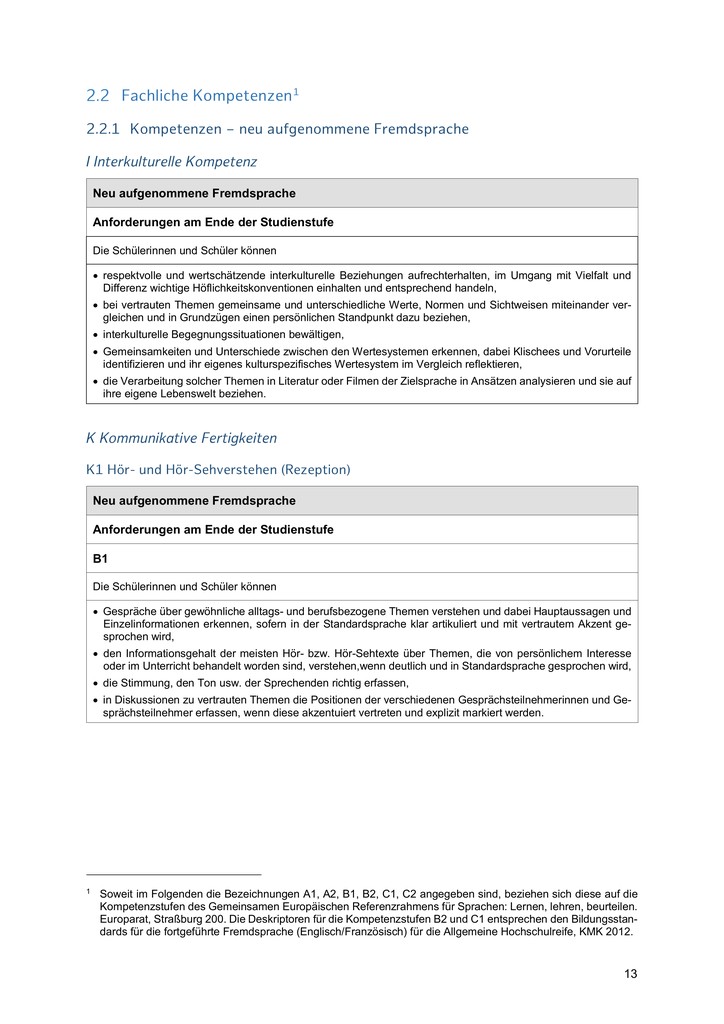 2.2 Fachliche Kompetenzen¹
2.2.1 Kompetenzen – neu aufgenommene Fremdsprache
I Interkulturelle Kompetenz
Neu aufgenommene Fremdsprache
Anforderungen am Ende der Studienstufe
Die Schülerinnen und Schüler können
• respektvolle und wertschätzende interkulturelle Beziehungen aufrechterhalten, im Umgang mit Vielfalt und
Differenz wichtige Höflichkeitskonventionen einhalten und entsprechend handeln,
• bei vertrauten Themen gemeinsame und unterschiedliche Werte, Normen und Sichtweisen miteinander ver-
gleichen und in Grundzügen einen persönlichen Standpunkt dazu beziehen,
• interkulturelle Begegnungssituationen bewältigen,
• Gemeinsamkeiten und Unterschiede zwischen den Wertesystemen erkennen, dabei Klischees und Vorurteile
identifizieren und ihr eigenes kulturspezifisches Wertesystem im Vergleich reflektieren,
• die Verarbeitung solcher Themen in Literatur oder Filmen der Zielsprache in Ansätzen analysieren und sie auf
ihre eigene Lebenswelt beziehen.
K Kommunikative Fertigkeiten
K1 Hör- und Hör-Sehverstehen (Rezeption)
Neu aufgenommene Fremdsprache
Anforderungen am Ende der Studienstufe
B1
Die Schülerinnen und Schüler können
• Gespräche über gewöhnliche alltags- und berufsbezogene Themen verstehen und dabei Hauptaussagen und
Einzelinformationen erkennen, sofern in der Standardsprache klar artikuliert und mit vertrautem Akzent ge-
sprochen wird,
• den Informationsgehalt der meisten Hör- bzw. Hör-Sehtexte über Themen, die von persönlichem Interesse
oder im Unterricht behandelt worden sind, verstehen,wenn deutlich und in Standardsprache gesprochen wird,
• die Stimmung, den Ton usw. der Sprechenden richtig erfassen,
• in Diskussionen zu vertrauten Themen die Positionen der verschiedenen Gesprächsteilnehmerinnen und Ge-
sprächsteilnehmer erfassen, wenn diese akzentuiert vertreten und explizit markiert werden.
¹ Soweit im Folgenden die Bezeichnungen A1, A2, B1, B2, C1, C2 angegeben sind, beziehen sich diese auf die
Kompetenzstufen des Gemeinsamen Europäischen Referenzrahmens für Sprachen: Lernen, lehren, beurteilen.
Europarat, Straßburg 200. Die Deskriptoren für die Kompetenzstufen B2 und C1 entsprechen den Bildungsstan-
dards für die fortgeführte Fremdsprache (Englisch/Französisch) für die Allgemeine Hochschulreife, KMK 2012.
13